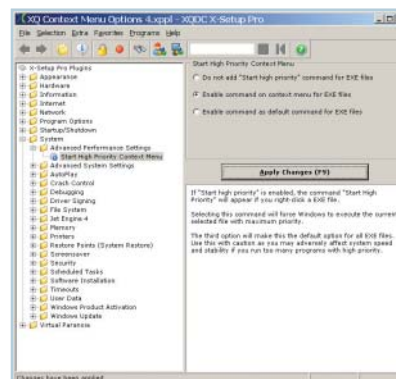 XQ Context Menu Options 4.xppl - XQDC X-Setup Pro
File Selection Extra Favorites Programs Help
X-Setup Pro Plugins
Appearance
Hardware
Information
Internet
Network
Program Options
Startup/Shutdown
System
Advanced Performance Settings
Start High Priority Context Menu
Advanced System Settings
AutoPlay
Crash Control
Debugging
Driver Signing
File System
Jet Engine 4
Memory
Printers
Restore Points (System Restore)
Screensaver
Security
Scheduled Tasks
Software Installation
Timeouts
User Data
Windows Product Activation
Windows Update
Virtual Paranoia
Start High Priority Context Menu
Do not add "Start high priority" command for EXE files
Enable command on context menu for EXE files
Enable command as default command for EXE files
Apply Changes (F9)
If "Start high priority" is enabled, the command "Start High
Priority" will appear if you right-click a EXE file.
Selecting this command will force Windows to execute the current
selected file with maximum priority.
The third option will make this the default option for all EXE files.
Use this with caution as you may adversely affect system speed
and stability if you run too many programs with high priority.
Changes have been applied